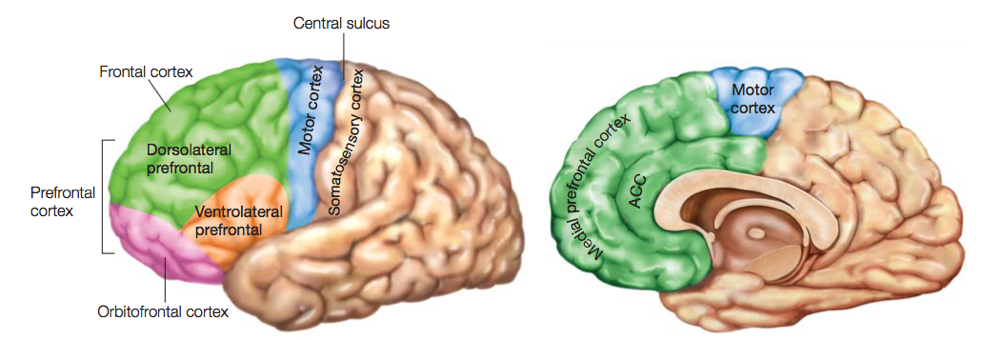 Central sulcus
Frontal cortex
Motor cortex
Somatosensory cortex
Dorsolateral
prefrontal
Prefrontal
cortex
Ventrolateral
prefrontal
Orbitofrontal cortex
Motor
cortex
Medial prefrontal cortex
ACC